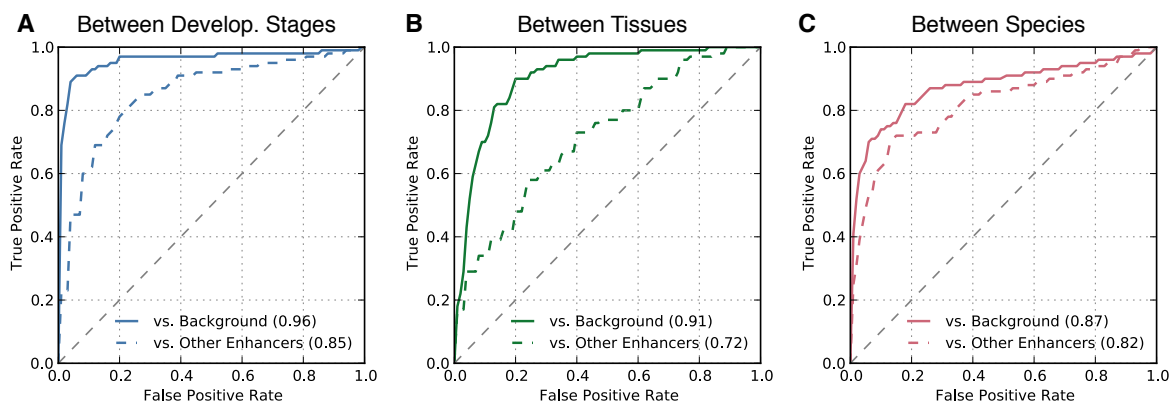 A Between Develop. Stages
1.0
0.8
0.6
0.4
0.2
0.0
True Positive Rate
vs. Background (0.96)
vs. Other Enhancers (0.85)
0.0 0.2 0.4 0.6 0.8 1.0
False Positive Rate
B Between Tissues
1.0
0.8
0.6
0.4
0.2
0.0
True Positive Rate
vs. Background (0.91)
vs. Other Enhancers (0.72)
0.0 0.2 0.4 0.6 0.8 1.0
False Positive Rate
C Between Species
1.0
0.8
0.6
0.4
0.2
0.0
True Positive Rate
vs. Background (0.87)
vs. Other Enhancers (0.82)
0.0 0.2 0.4 0.6 0.8 1.0
False Positive Rate